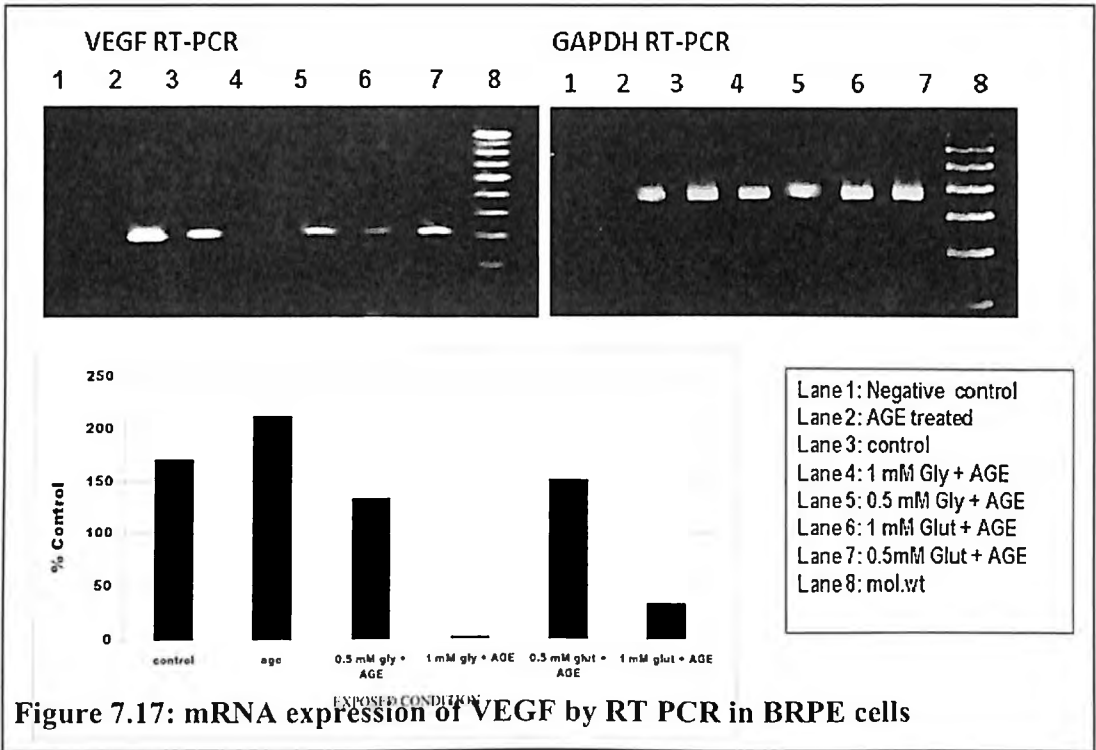 VEGF RT-PCR
GAPDH RT-PCR
1 2 3 4 5 6 7 8
1 2 3 4 5 6 7 8
250
200
150
100
50
0
% Control
control
age
0.5 mM gly +
AGE
1 mM gly + AGE
0.5 mM glut +
AGE
1 mM glut + AGE
EXPOSED CONDITION
Lane 1: Negative control
Lane 2: AGE treated
Lane 3: control
Lane 4: 1 mM Gly + AGE
Lane 5: 0.5 mM Gly + AGE
Lane 6: 1 mM Glut + AGE
Lane 7: 0.5mM Glut + AGE
Lane 8: mol.wt
Figure 7.17: mRNA expression of VEGF by RT PCR in BRPE cells